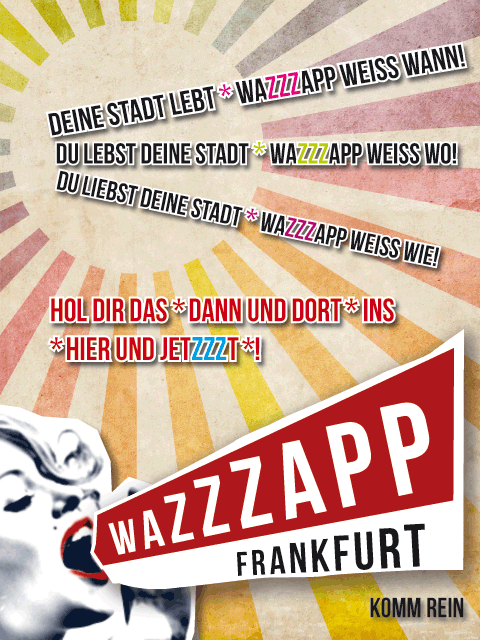 DEINE STADT LEBT * WAZZZAPP WEISS WANN!
DU LEBST DEINE STADT * WAZZZAPP WEISS WO!
DU LIEBST DEINE STADT * WAZZZAPP WEISS WIE!
HOL DIR DAS * DANN UND DORT * INS
* HIER UND JETZZZT *!
WAZZZAPP
FRANKFURT
KOMM REIN